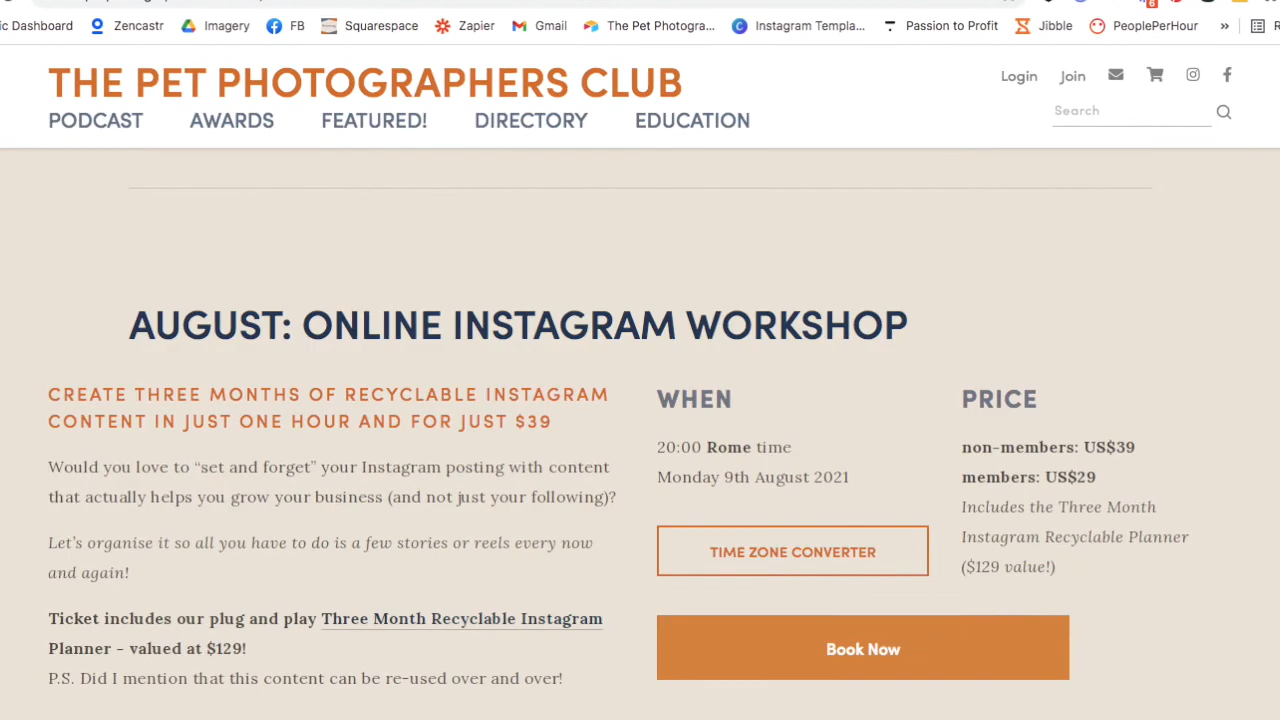 ic Dashboard Zencastr Imagery FB Squarespace Zapier Gmail The Pet Photogra... Instagram Templa... Passion to Profit Jibble PeoplePerHour » R
6
THE PET PHOTOGRAPHERS CLUB
Login Join
PODCAST AWARDS FEATURED! DIRECTORY EDUCATION
Search
AUGUST: ONLINE INSTAGRAM WORKSHOP
CREATE THREE MONTHS OF RECYCLABLE INSTAGRAM
CONTENT IN JUST ONE HOUR AND FOR JUST $39
Would you love to “set and forget” your Instagram posting with content
that actually helps you grow your business (and not just your following)?
Let’s organise it so all you have to do is a few stories or reels every now
and again!
Ticket includes our plug and play Three Month Recyclable Instagram
Planner - valued at $129!
P.S. Did I mention that this content can be re-used over and over!
WHEN
20:00 Rome time
Monday 9th August 2021
TIME ZONE CONVERTER
PRICE
non-members: US$39
members: US$29
Includes the Three Month
Instagram Recyclable Planner
($129 value!)
Book Now